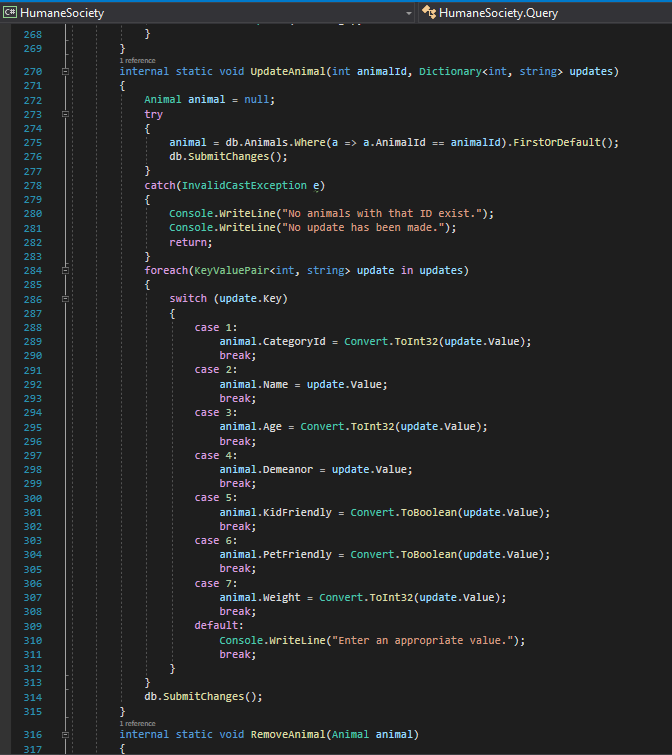 C# HumaneSociety HumaneSociety.Query
268 }
269 }
1 reference
270 internal static void UpdateAnimal(int animalId, Dictionary<int, string> updates)
271 {
272 Animal animal = null;
273 try
274 {
275 animal = db.Animals.Where(a => a.AnimalId == animalId).FirstOrDefault();
276 db.SubmitChanges();
277 }
278 catch(InvalidCastException e)
279 {
280 Console.WriteLine("No animals with that ID exist.");
281 Console.WriteLine("No update has been made.");
282 return;
283 }
284 foreach(KeyValuePair<int, string> update in updates)
285 {
286 switch (update.Key)
287 {
288 case 1:
289 animal.CategoryId = Convert.ToInt32(update.Value);
290 break;
291 case 2:
292 animal.Name = update.Value;
293 break;
294 case 3:
295 animal.Age = Convert.ToInt32(update.Value);
296 break;
297 case 4:
298 animal.Demeanor = update.Value;
299 break;
300 case 5:
301 animal.KidFriendly = Convert.ToBoolean(update.Value);
302 break;
303 case 6:
304 animal.PetFriendly = Convert.ToBoolean(update.Value);
305 break;
306 case 7:
307 animal.Weight = Convert.ToInt32(update.Value);
308 break;
309 default:
310 Console.WriteLine("Enter an appropriate value.");
311 break;
312 }
313 }
314 db.SubmitChanges();
315 }
1 reference
316 internal static void RemoveAnimal(Animal animal)
317 {